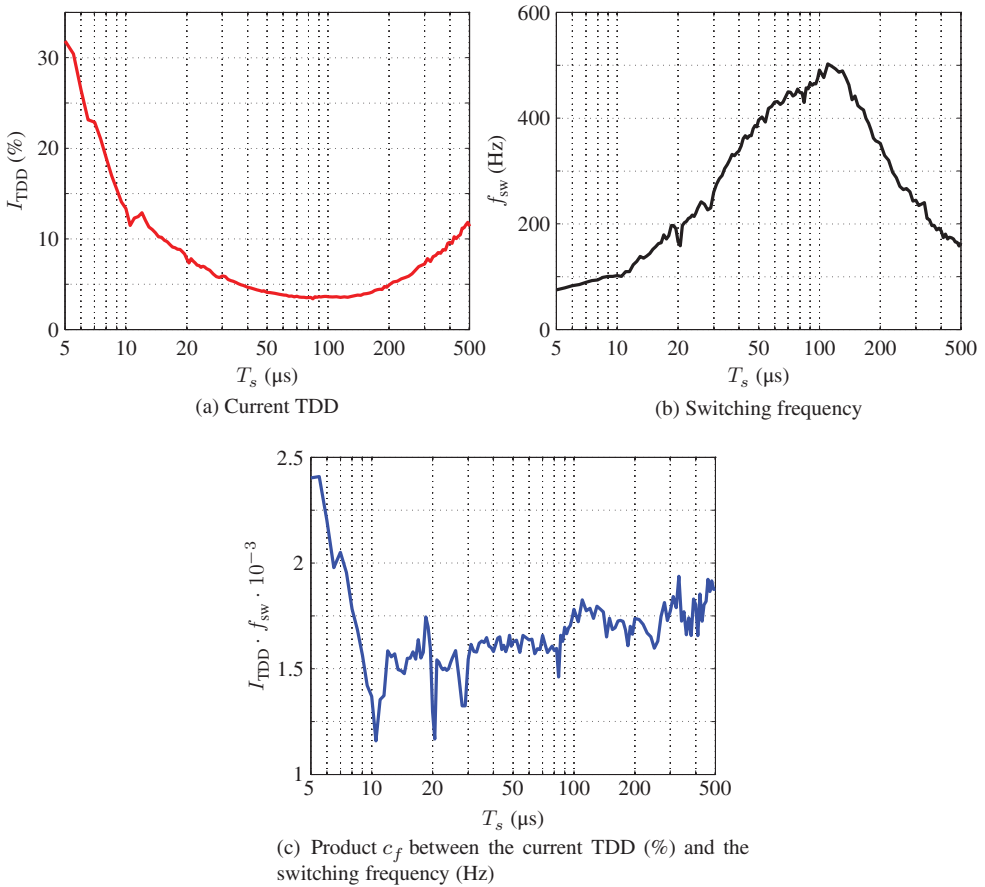 30
20
10
0
I_TDD (%)
5 10 20 50 100 200 500
T_s (μs)
(a) Current TDD
600
400
200
0
f_sw (Hz)
5 10 20 50 100 200 500
T_s (μs)
(b) Switching frequency
2.5
2
1.5
1
I_TDD · f_sw · 10⁻³
5 10 20 50 100 200 500
T_s (μs)
(c) Product c_f between the current TDD (%) and the
switching frequency (Hz)